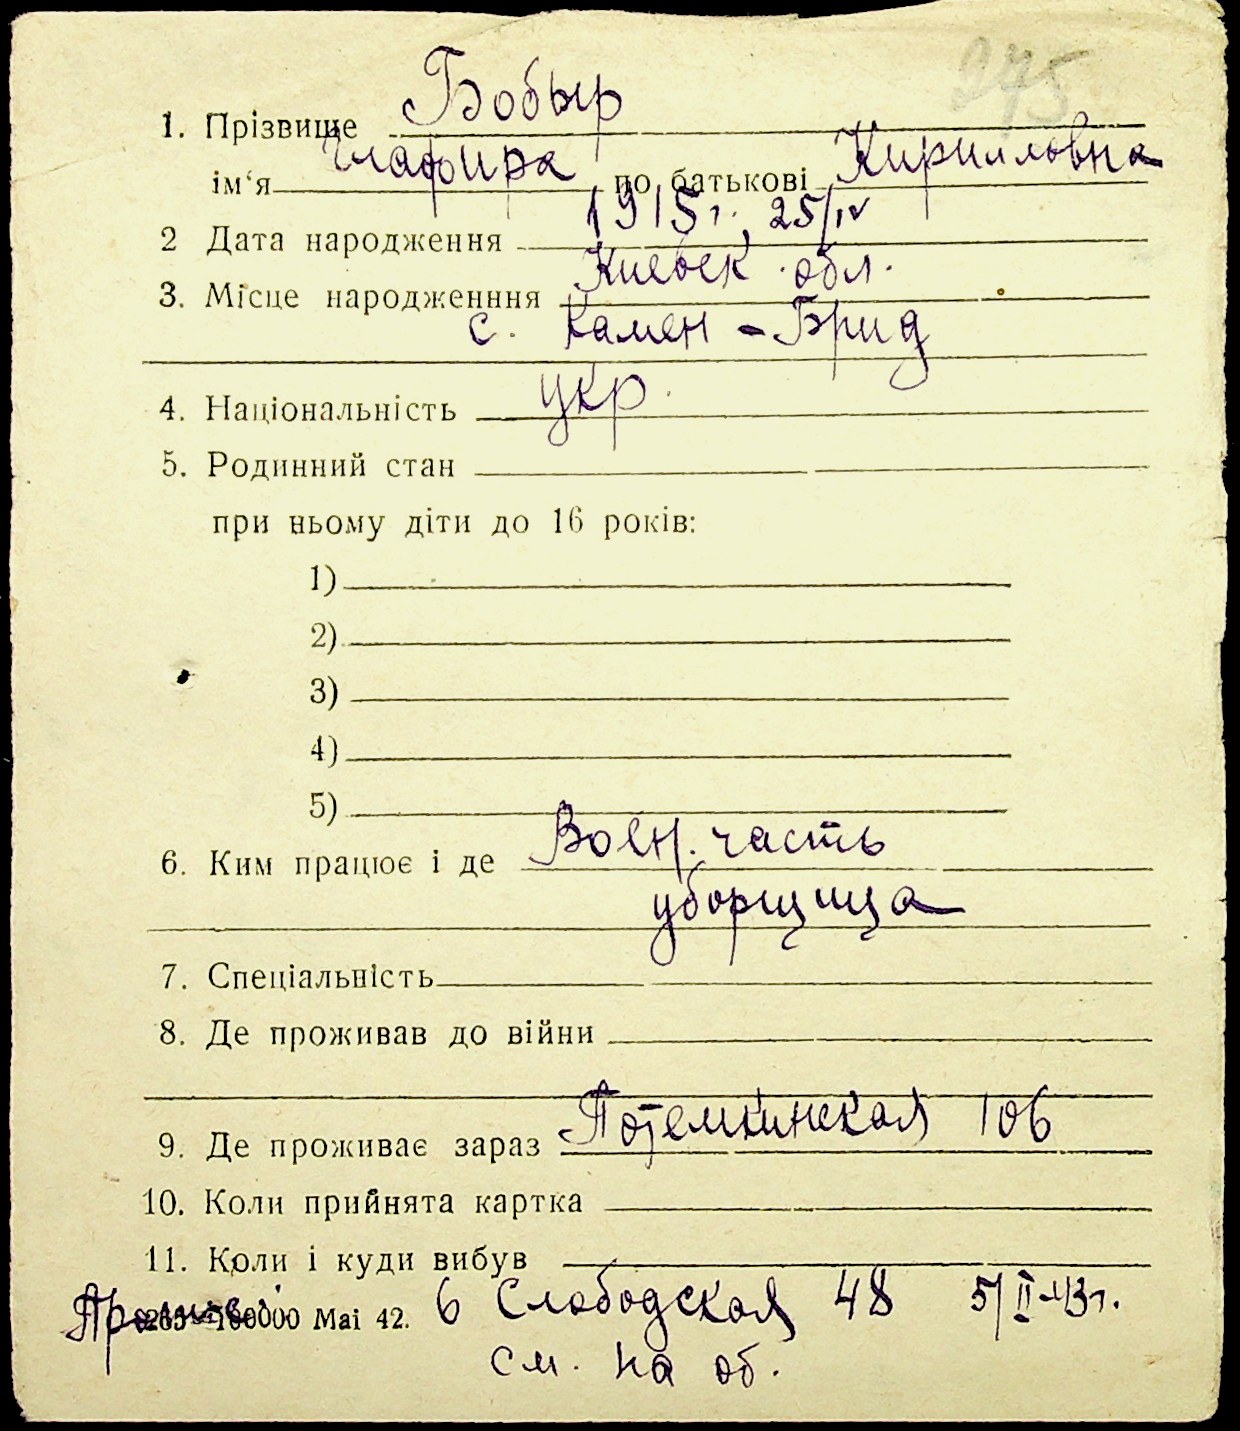 275
1. Прізвище Бобыр
ім‘я Глафира по батькові Кирилловна
2 Дата народження 1915 г., 25/IV
3. Місце народженння Киевск. обл.
с. Камен - Брид
4. Національність укр.
5. Родинний стан
при ньому діти до 16 років:
1)
2)
3)
4)
5)
6. Ким працює і де Воен. часть
уборщица
7. Спеціальність
8. Де проживав до війни
9. Де проживає зараз Потемкинская 106
10. Коли прийнята картка
11. Коли і куди вибув
100000 Mai 42. 6 Слободская 48 5/II-43г.
см. на об.